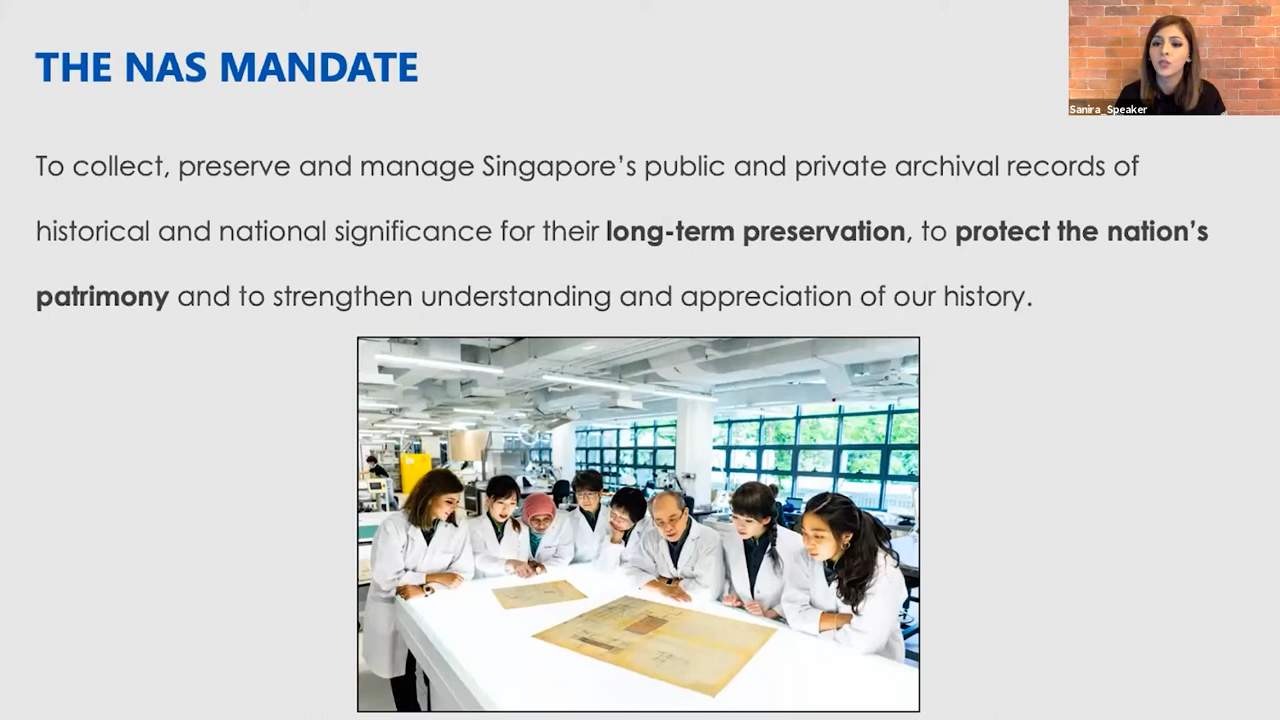 THE NAS MANDATE
Sanira_Speaker
To collect, preserve and manage Singapore’s public and private archival records of
historical and national significance for their long-term preservation, to protect the nation’s
patrimony and to strengthen understanding and appreciation of our history.